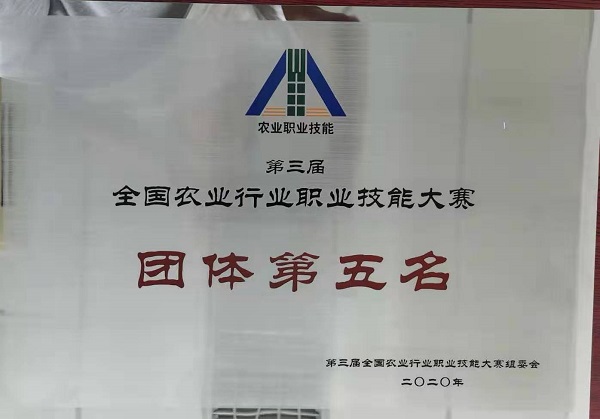 农业职业技能
第三届
全国农业行业职业技能大赛
团体第五名
第三届全国农业行业职业技能大赛组委会
二〇二〇年